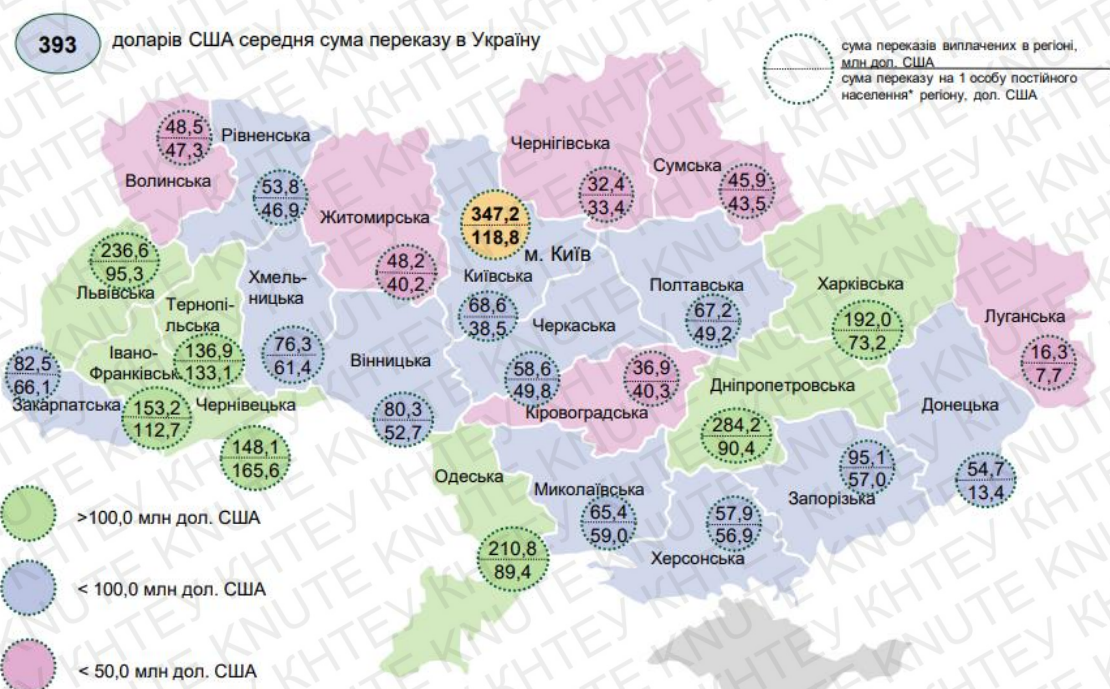 393
доларів США середня сума переказу в Україну
сума переказів виплачених в регіоні,
млн дол. США
сума переказу на 1 особу постійного
населення* регіону, дол. США
48,5
47,3
Волинська
Рівненська
53,8
46,9
Житомирська
48,2
40,2
347,2
118,8
м. Київ
Київська
68,6
38,5
Чернігівська
32,4
33,4
Сумська
45,9
43,5
236,6
95,3
Львівська
Тернопі-
льська
136,9
133,1
Хмель-
ницька
76,3
61,4
Вінницька
80,3
52,7
Черкаська
58,6
49,8
Полтавська
67,2
49,2
Харківська
192,0
73,2
Луганська
16,3
7,7
82,5
66,1
Закарпатська
Івано-
Франківськ
153,2
112,7
Чернівецька
148,1
165,6
36,9
40,3
Кіровоградська
Дніпропетровська
284,2
90,4
Донецька
54,7
13,4
Одеська
210,8
89,4
Миколаївська
65,4
59,0
57,9
56,9
Херсонська
95,1
57,0
Запорізька
>100,0 млн дол. США
< 100,0 млн дол. США
< 50,0 млн дол. США
KNUTE KHTEY